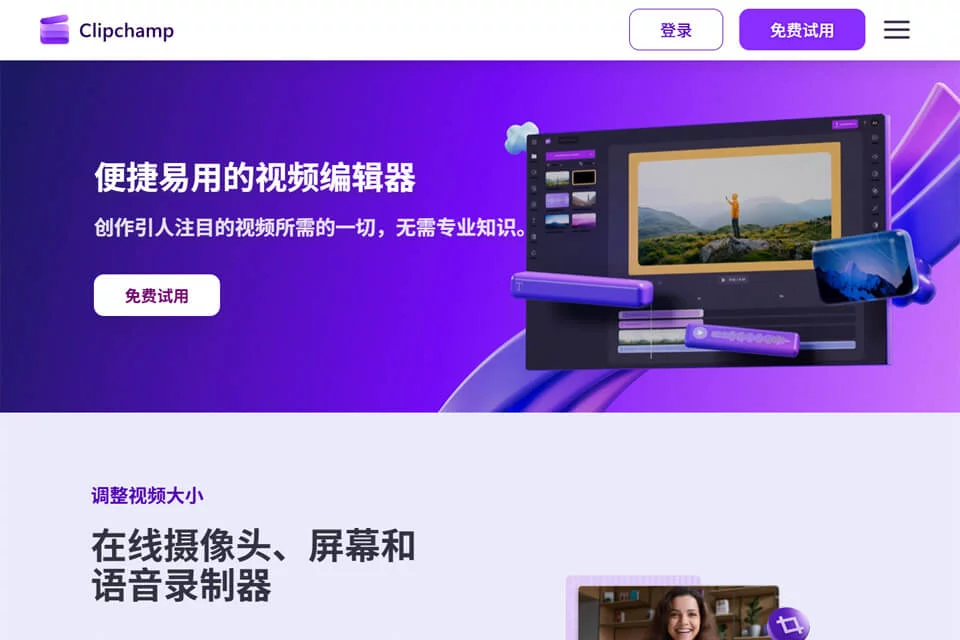 Clipchamp
登录
免费试用
便捷易用的视频编辑器
创作引人注目的视频所需的一切，无需专业知识。
免费试用
调整视频大小
在线摄像头、屏幕和
语音录制器